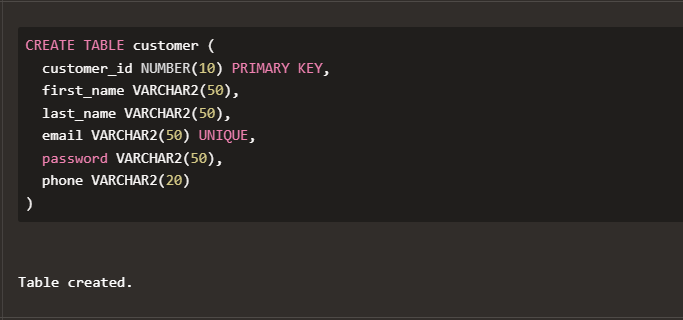 CREATE TABLE customer (
  customer_id NUMBER(10) PRIMARY KEY,
  first_name VARCHAR2(50),
  last_name VARCHAR2(50),
  email VARCHAR2(50) UNIQUE,
  password VARCHAR2(50),
  phone VARCHAR2(20)
)
Table created.